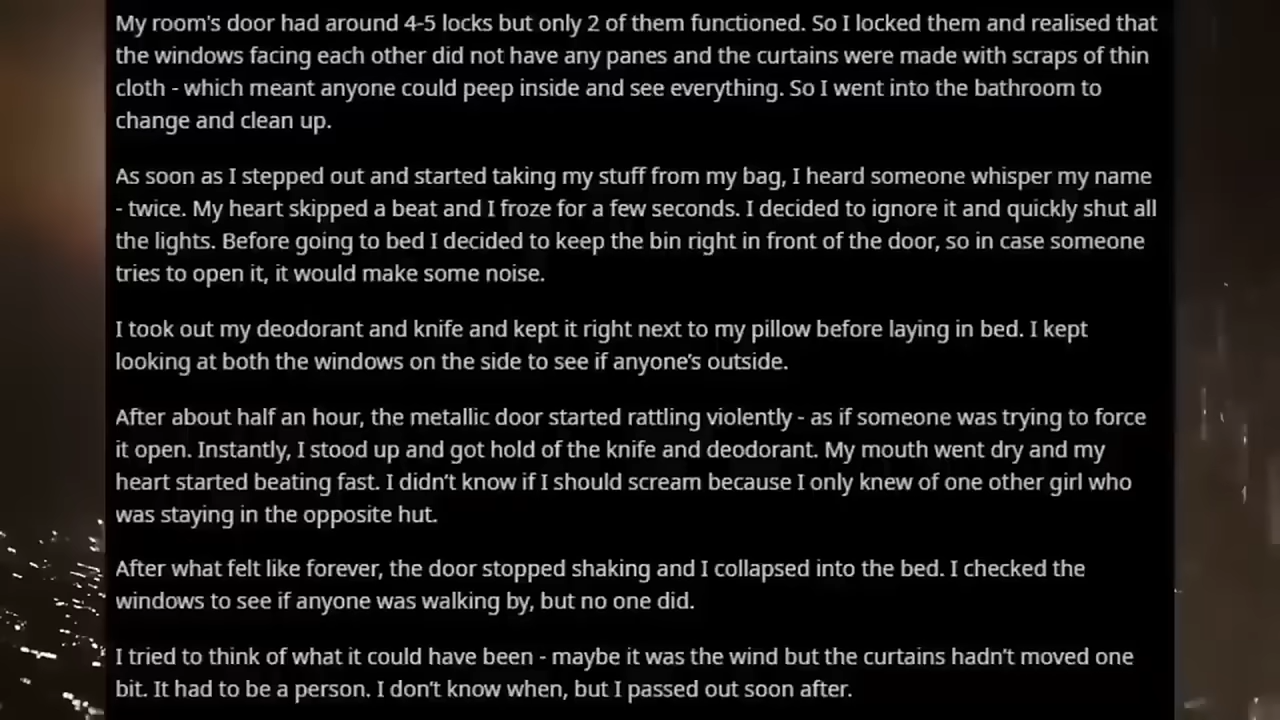 My room's door had around 4-5 locks but only 2 of them functioned. So I locked them and realised that
the windows facing each other did not have any panes and the curtains were made with scraps of thin
cloth - which meant anyone could peep inside and see everything. So I went into the bathroom to
change and clean up.
As soon as I stepped out and started taking my stuff from my bag, I heard someone whisper my name
- twice. My heart skipped a beat and I froze for a few seconds. I decided to ignore it and quickly shut all
the lights. Before going to bed I decided to keep the bin right in front of the door, so in case someone
tries to open it, it would make some noise.
I took out my deodorant and knife and kept it right next to my pillow before laying in bed. I kept
looking at both the windows on the side to see if anyone’s outside.
After about half an hour, the metallic door started rattling violently - as if someone was trying to force
it open. Instantly, I stood up and got hold of the knife and deodorant. My mouth went dry and my
heart started beating fast. I didn’t know if I should scream because I only knew of one other girl who
was staying in the opposite hut.
After what felt like forever, the door stopped shaking and I collapsed into the bed. I checked the
windows to see if anyone was walking by, but no one did.
I tried to think of what it could have been - maybe it was the wind but the curtains hadn’t moved one
bit. It had to be a person. I don’t know when, but I passed out soon after.